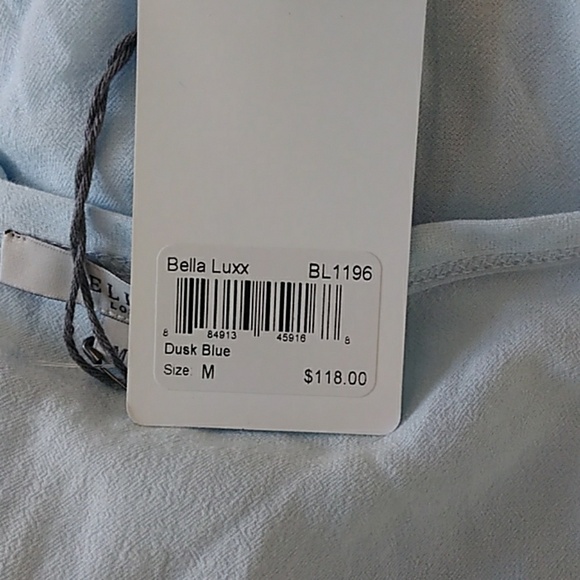 Bella Luxx BL1196
8 84913 45916 8
Dusk Blue
Size: M $118.00